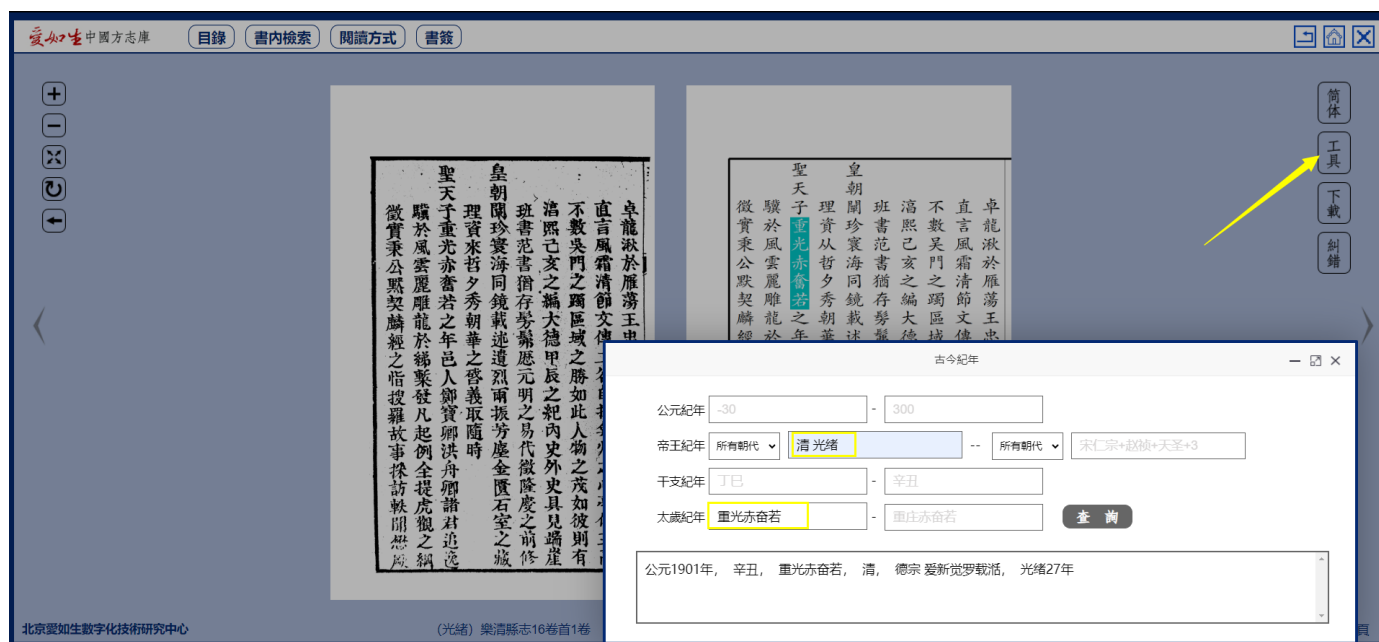 愛如生中國方志庫
目錄
書内檢索
閱讀方式
書簽
简体
工具
下載
糾錯
卓龍湫於雁蕩王忠
直言風霜清節文傳
不數吳門之躅區域之勝如此人物之茂如彼則有
滈熙己亥之編大德甲辰之紀內史外史具見端崖
班書范書猶存髣髴歷元明之易代徵隆慶之前修
皇朝闓珍寰海同鏡載述遺烈兩振芳塵金匱石室之藏
理資來哲夕秀朝華之啓義取隨時
聖天子重光赤奮若之年邑人鄭寶卿洪舟卿諸君追逸
驥於風雲麗雕龍於綈槧發凡起例全提虎觀之綱
徵實秉公默契麟經之恉搜羅故事採訪軼聞懋
卓龍湫於雁蕩王忠
直言風霜清節文傳
不數吳門之躅區域
滈熙己亥之編大德
班書范書猶存髣髴
皇朝闓珍寰海同鏡載述
理資从哲夕秀朝華
聖天子重光赤奮若之年
驥於風雲麗雕龍於
徵實秉公默契麟經
古今紀年
公元紀年 -30 - 300
帝王紀年 所有朝代 清 光绪 -- 所有朝代 宋仁宗+赵祯+天圣+3
干支紀年 丁巳 - 辛丑
太歲紀年 重光赤奋若 - 重庄赤奋若 查 詢
公元1901年， 辛丑， 重光赤奋若， 清， 德宗 爱新觉罗载湉， 光绪27年
北京愛如生數字化技術研究中心
(光緒) 樂清縣志16卷首1卷
頁